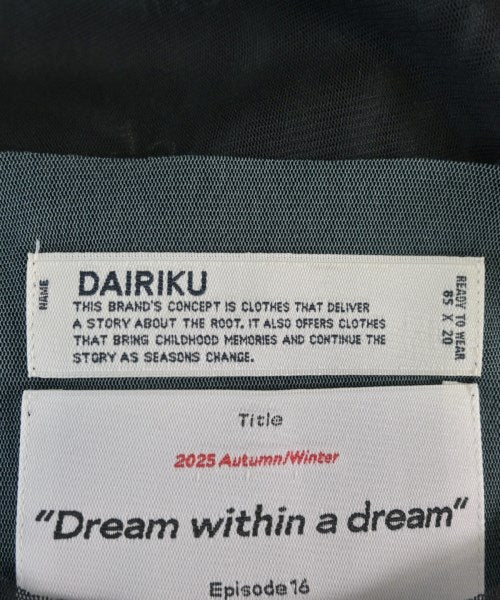 NAME
DAIRIKU
THIS BRAND'S CONCEPT IS CLOTHES THAT DELIVER
A STORY ABOUT THE ROOT. IT ALSO OFFERS CLOTHES
THAT BRING CHILDHOOD MEMORIES AND CONTINUE THE
STORY AS SEASONS CHANGE.
READY TO WEAR
85 X 20
Title
2025 Autumn/Winter
"Dream within a dream"
Episode 16